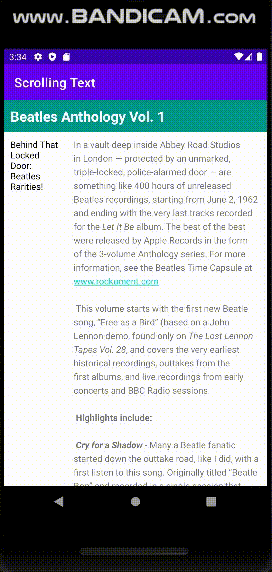 www.BANDICAM.com
3:34
Scrolling Text
Beatles Anthology Vol. 1
Behind That
Locked
Door:
Beatles
Rarities!
In a vault deep inside Abbey Road Studios
in London — protected by an unmarked,
triple-locked, police-alarmed door — are
something like 400 hours of unreleased
Beatles recordings, starting from June 2, 1962
and ending with the very last tracks recorded
for the Let It Be album. The best of the best
were released by Apple Records in the form
of the 3-volume Anthology series. For more
information, see the Beatles Time Capsule at
www.rockument.com
This volume starts with the first new Beatle
song, "Free as a Bird" (based on a John
Lennon demo, found only on The Lost Lennon
Tapes Vol. 28, and covers the very earliest
historical recordings, outtakes from the
first albums, and live recordings from early
concerts and BBC Radio sessions.
Highlights include:
Cry for a Shadow - Many a Beatle fanatic
started down the outtake road, like I did, with a
first listen to this song. Originally titled "Beatle